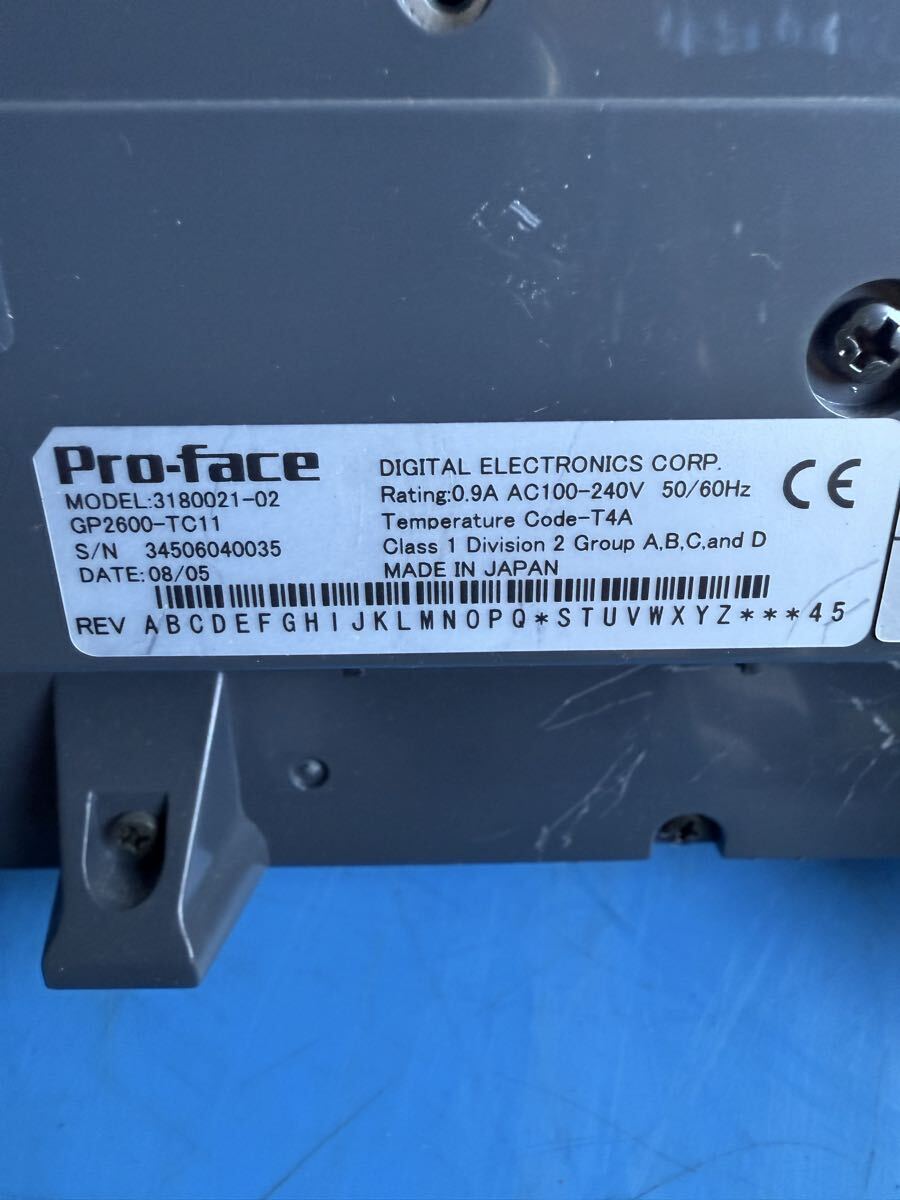 Pro-face
MODEL:3180021-02
GP2600-TC11
S/N 34506040035
DATE:08/05
DIGITAL ELECTRONICS CORP.
Rating:0.9A AC100-240V 50/60Hz
Temperature Code-T4A
Class 1 Division 2 Group A,B,C,and D
MADE IN JAPAN
CE
REV A B C D E F G H I J K L M N O P Q * S T U V W X Y Z * * * 4 5